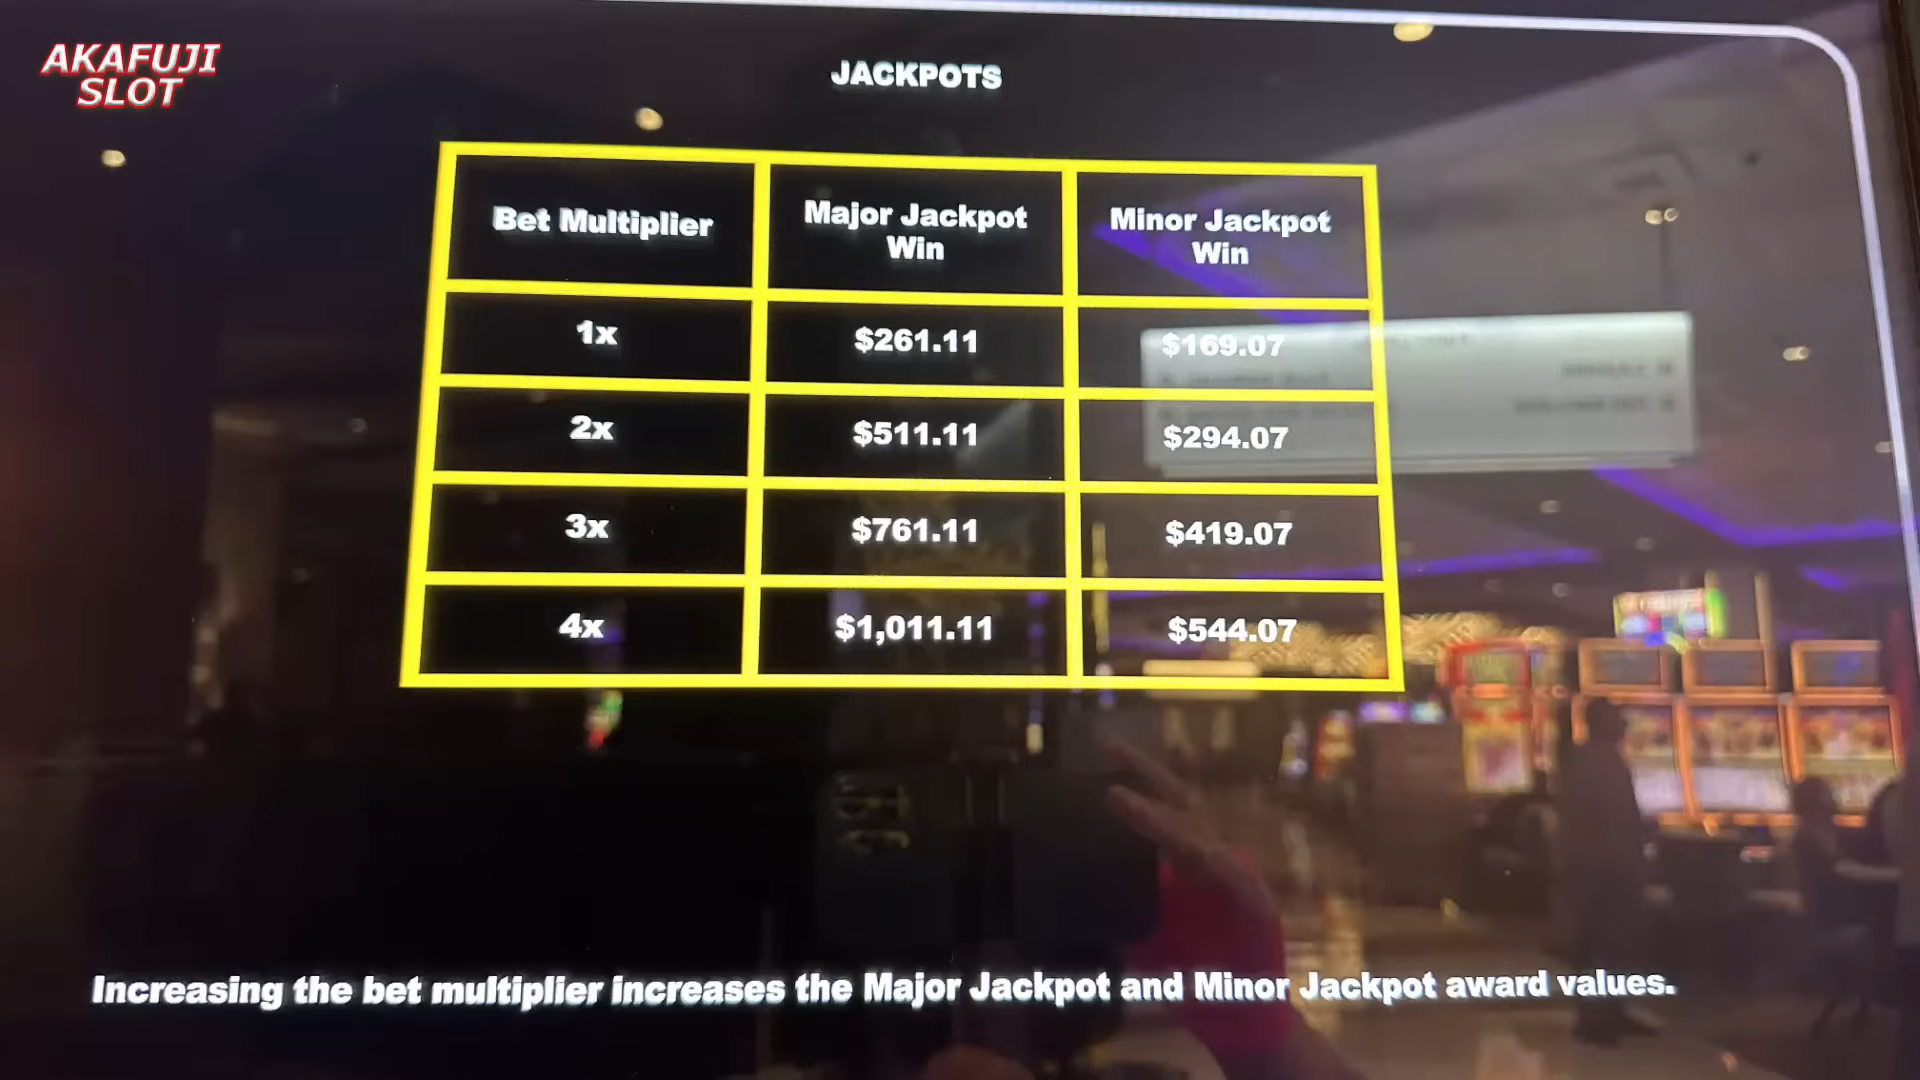 AKAFUJI
SLOT
JACKPOTS
Bet Multiplier
Major Jackpot
Win
Minor Jackpot
Win
1x
$261.11
$169.07
2x
$511.11
$294.07
3x
$761.11
$419.07
4x
$1,011.11
$544.07
Increasing the bet multiplier increases the Major Jackpot and Minor Jackpot award values.